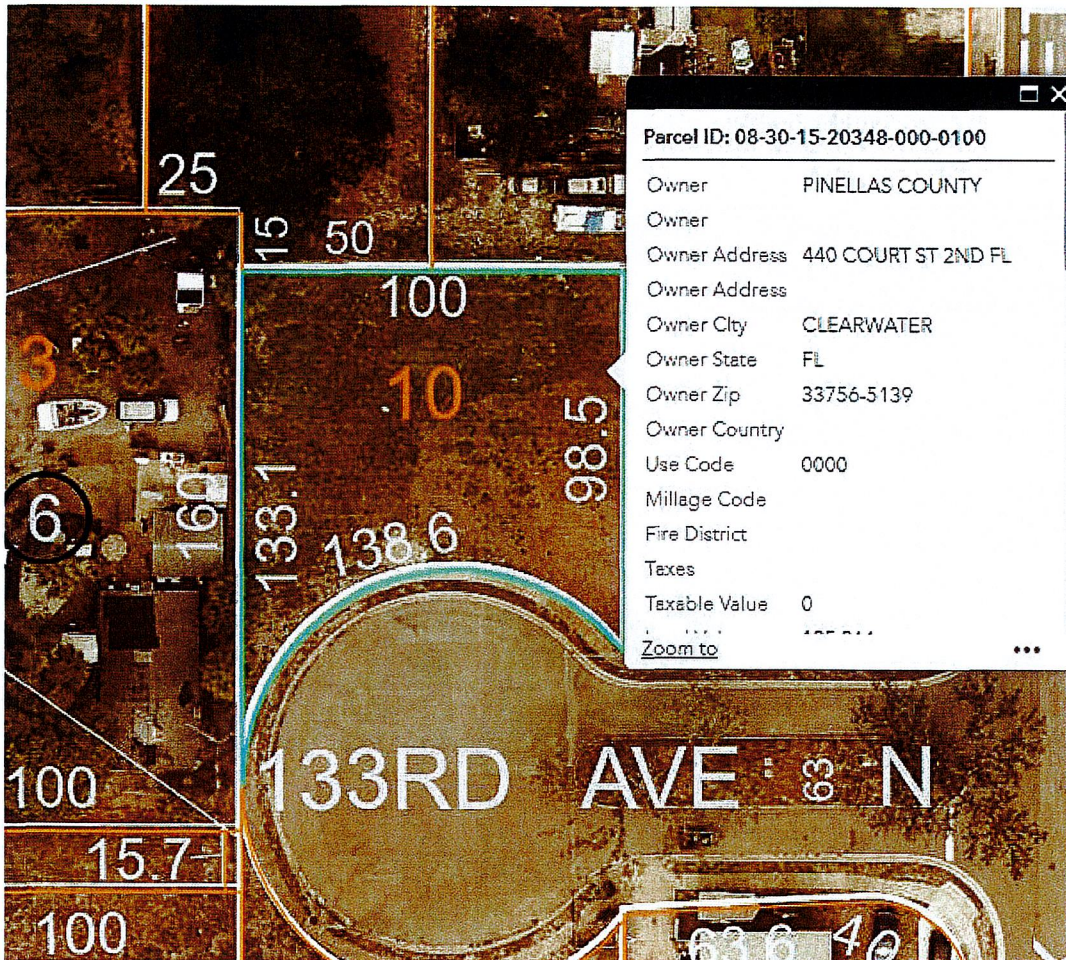 25
15
50
100
3
10
98.5
6
160
133.1
138.6
133RD AVE N
63
100
15.7
100
63.6
40
Parcel ID: 08-30-15-20348-000-0100
Owner PINELLAS COUNTY
Owner
Owner Address 440 COURT ST 2ND FL
Owner Address
Owner City CLEARWATER
Owner State FL
Owner Zip 33756-5139
Owner Country
Use Code 0000
Millage Code
Fire District
Taxes
Taxable Value 0
Zoom to